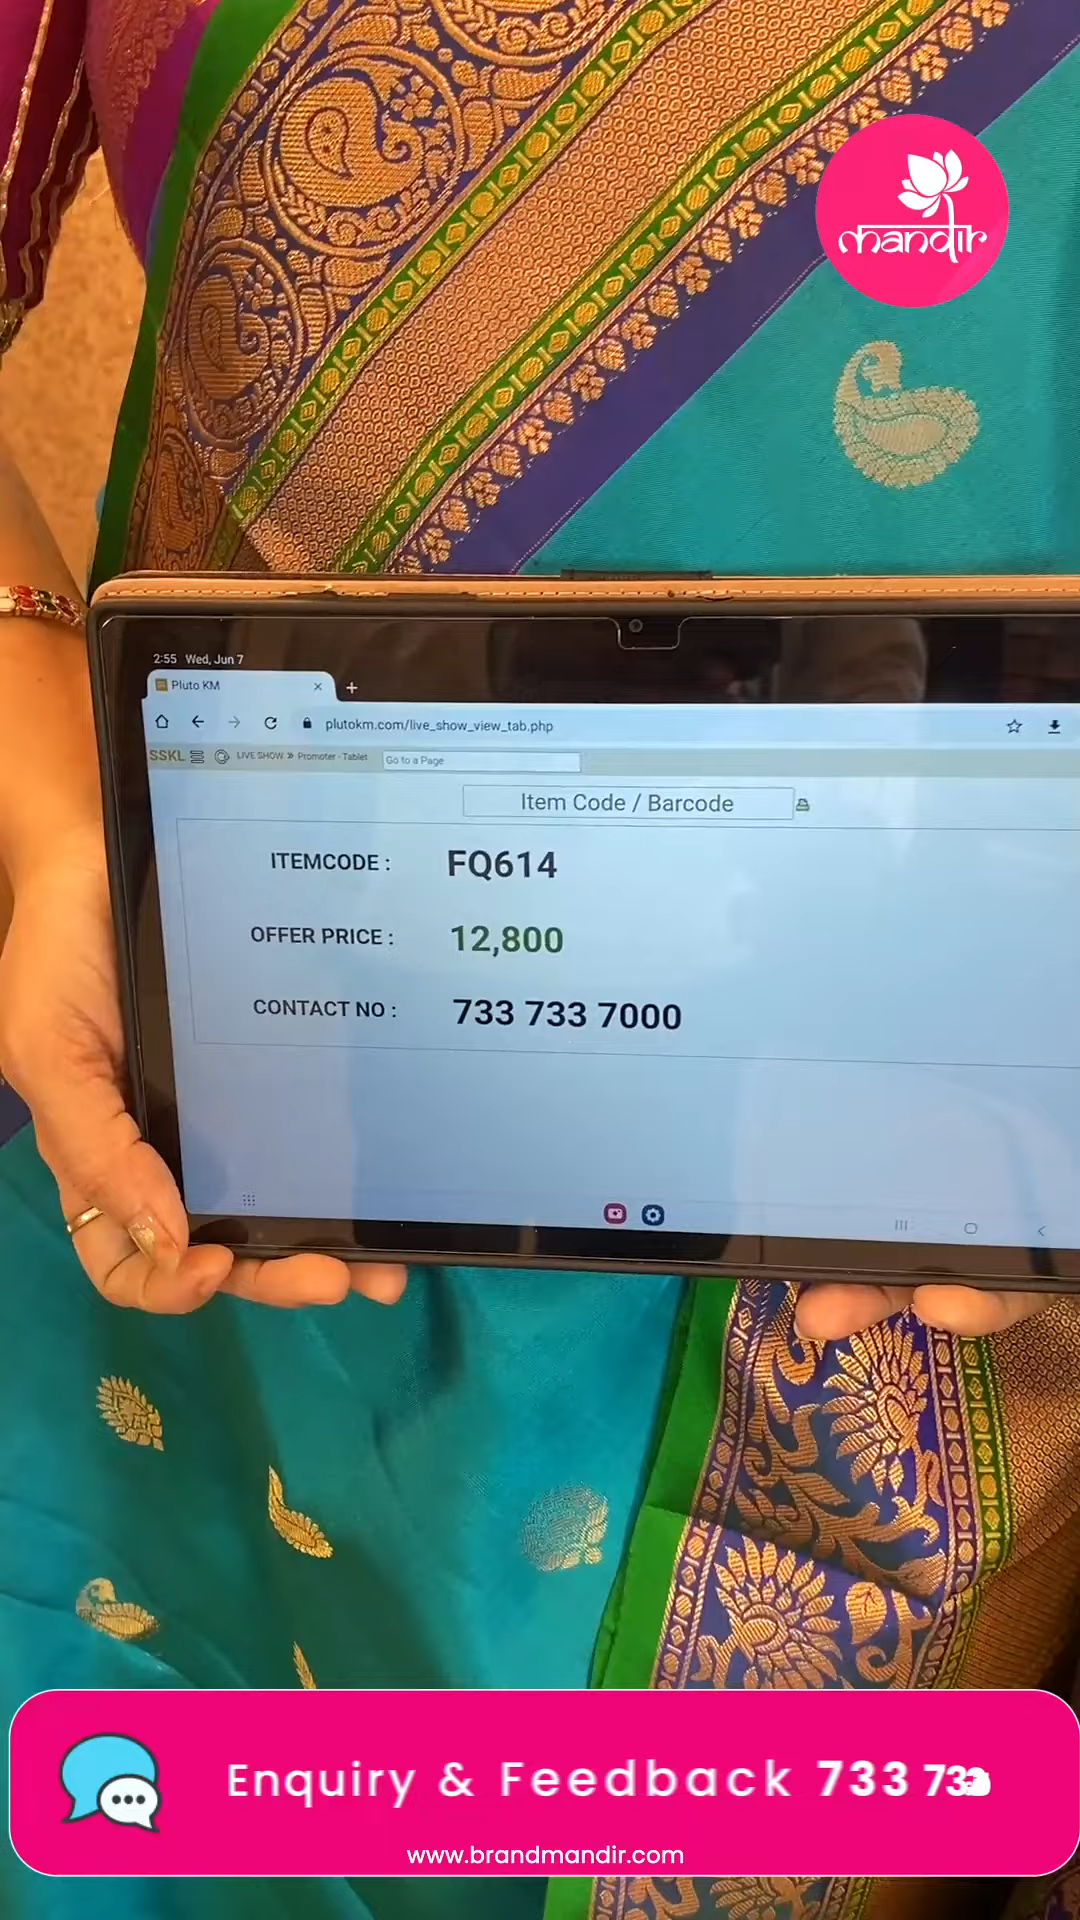 mandir
2:55 Wed, Jun 7
Pluto KM
plutokm.com/live_show_view_tab.php
SSKL LIVE SHOW » Promoter - Tablet Go to a Page
Item Code / Barcode
ITEMCODE : FQ614
OFFER PRICE : 12,800
CONTACT NO : 733 733 7000
Enquiry & Feedback 733
www.brandmandir.com